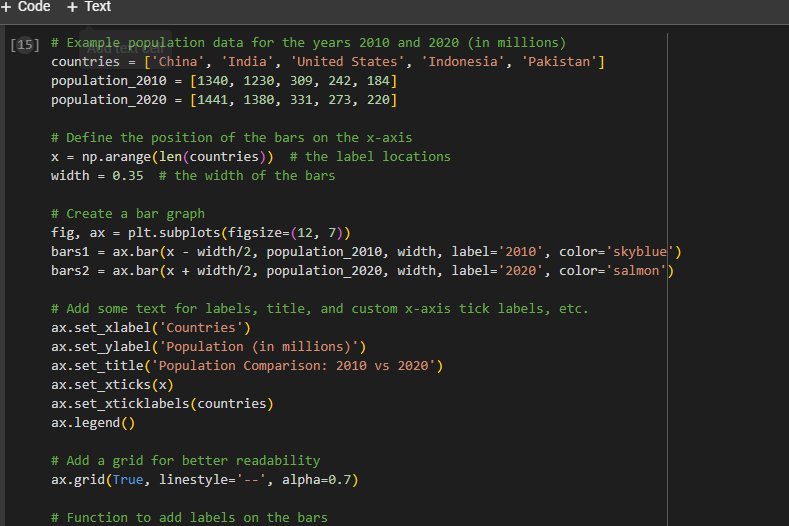 + Code + Text
Add text cell
[15] # Example population data for the years 2010 and 2020 (in millions)
countries = ['China', 'India', 'United States', 'Indonesia', 'Pakistan']
population_2010 = [1340, 1230, 309, 242, 184]
population_2020 = [1441, 1380, 331, 273, 220]
# Define the position of the bars on the x-axis
x = np.arange(len(countries))  # the label locations
width = 0.35  # the width of the bars
# Create a bar graph
fig, ax = plt.subplots(figsize=(12, 7))
bars1 = ax.bar(x - width/2, population_2010, width, label='2010', color='skyblue')
bars2 = ax.bar(x + width/2, population_2020, width, label='2020', color='salmon')
# Add some text for labels, title, and custom x-axis tick labels, etc.
ax.set_xlabel('Countries')
ax.set_ylabel('Population (in millions)')
ax.set_title('Population Comparison: 2010 vs 2020')
ax.set_xticks(x)
ax.set_xticklabels(countries)
ax.legend()
# Add a grid for better readability
ax.grid(True, linestyle='--', alpha=0.7)
# Function to add labels on the bars